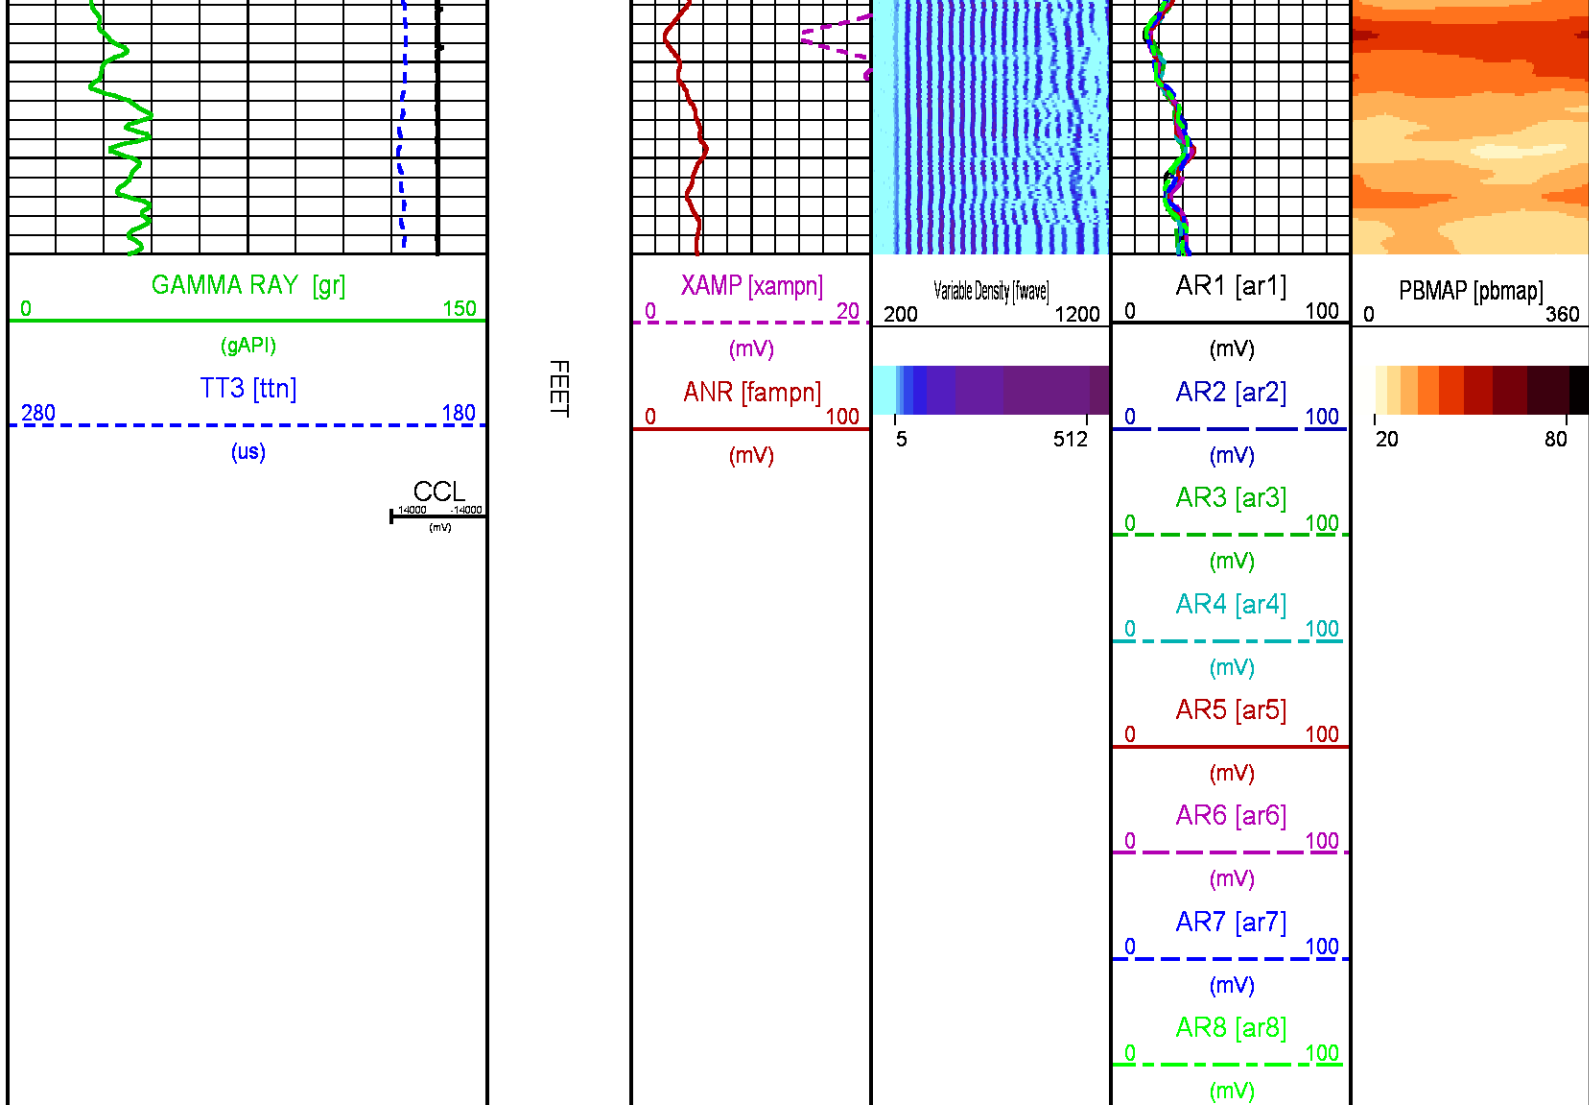 GAMMA RAY [gr]
0 150
(gAPI)
TT3 [ttn]
280 180
(us)
CCL
14000 -14000
(mV)
FEET
XAMP [xampn]
0 20
(mV)
ANR [fampn]
0 100
(mV)
Variable Density [fwave]
200 1200
5 512
AR1 [ar1]
0 100
(mV)
AR2 [ar2]
0 100
(mV)
AR3 [ar3]
0 100
(mV)
AR4 [ar4]
0 100
(mV)
AR5 [ar5]
0 100
(mV)
AR6 [ar6]
0 100
(mV)
AR7 [ar7]
0 100
(mV)
AR8 [ar8]
0 100
(mV)
PBMAP [pbmap]
0 360
20 80